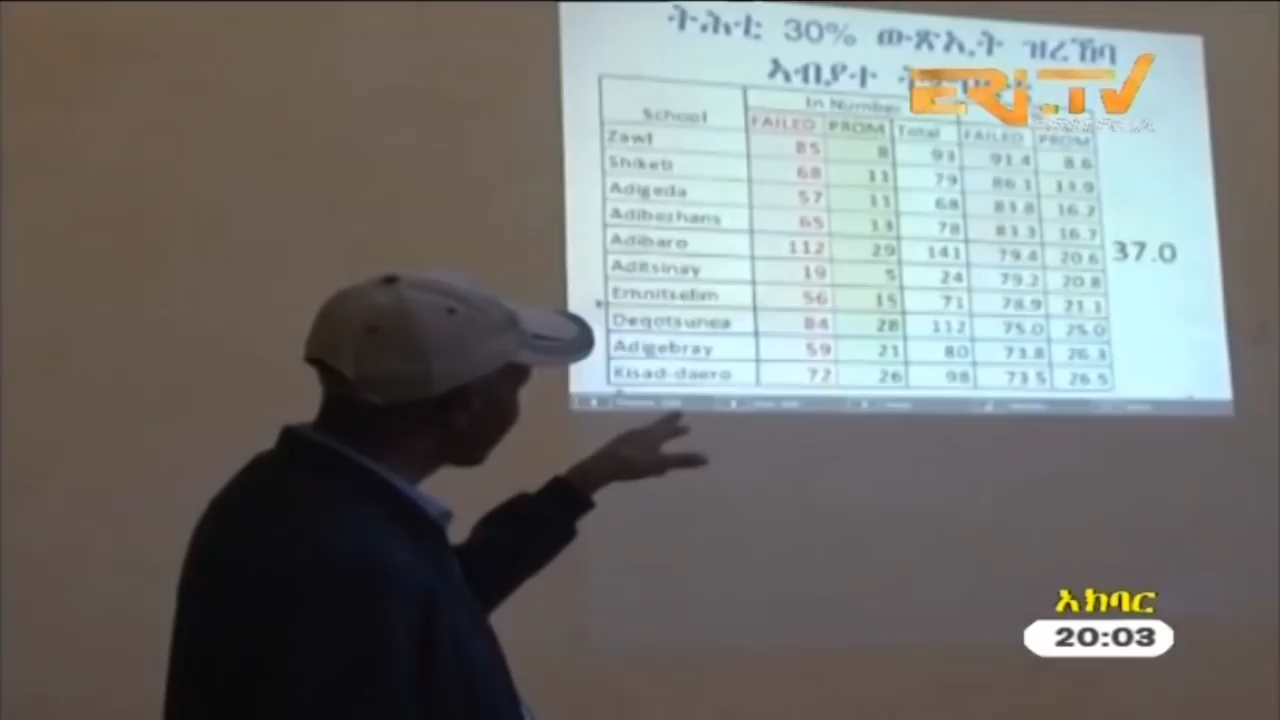 ትሕቲ 30% ውጽኢት ዝረኸባ
ኣብያተ
ERi-TV
School In Number
FAILED PROM Total FAILED PROM
Zawl 85 8 93 91.4 8.6
Shiketi 68 11 79 86.1 13.9
Adigeda 57 11 68 83.8 16.2
Adibezhans 65 13 78 83.3 16.7
Adibaro 112 29 141 79.4 20.6
37.0
Aditsinay 19 5 24 79.2 20.8
Emnitselim 56 15 71 78.9 21.1
Deqotsunea 84 28 112 75.0 25.0
Adigebray 59 21 80 73.8 26.3
Kisad-daero 72 26 98 73.5 26.5
ኣክባር
20:03